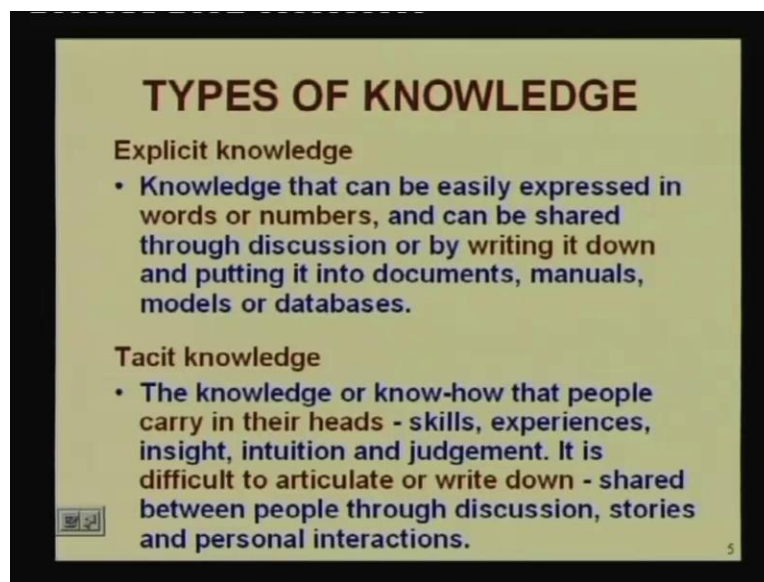 TYPES OF KNOWLEDGE
Explicit knowledge
• Knowledge that can be easily expressed in
words or numbers, and can be shared
through discussion or by writing it down
and putting it into documents, manuals,
models or databases.
Tacit knowledge
• The knowledge or know-how that people
carry in their heads - skills, experiences,
insight, intuition and judgement. It is
difficult to articulate or write down - shared
between people through discussion, stories
and personal interactions.
5